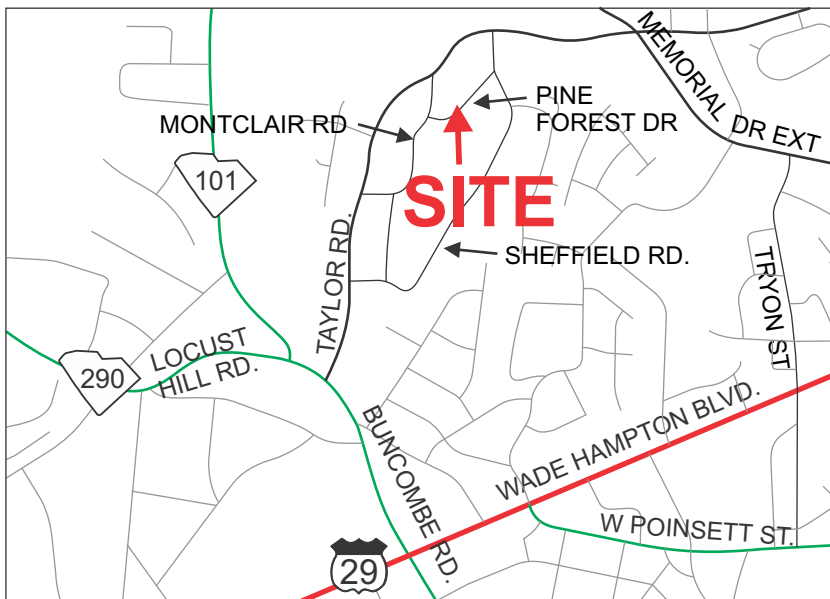 MEMORIAL DR EXT
PINE
FOREST DR
MONTCLAIR RD
101
SITE
SHEFFIELD RD.
TAYLOR RD.
TRYON ST
LOCUST
HILL RD.
290
BUNCOMBE RD.
WADE HAMPTON BLVD.
W POINSETT ST.
29